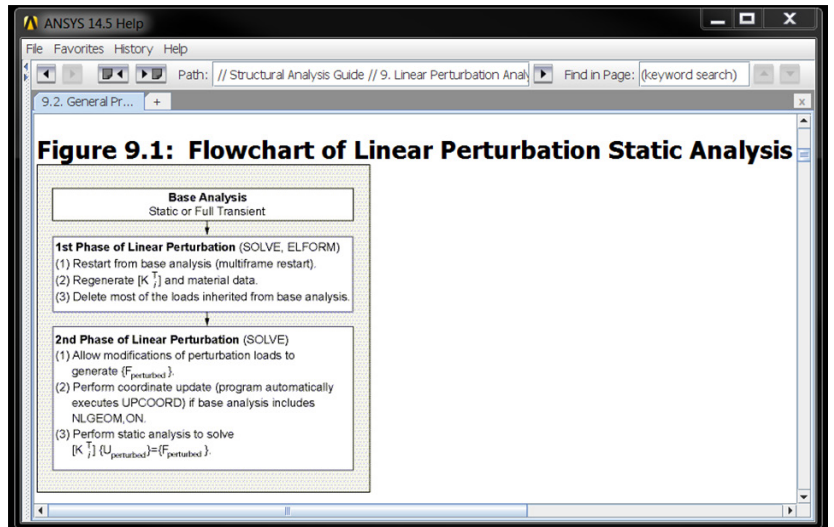 ANSYS 14.5 Help
File Favorites History Help
Path: // Structural Analysis Guide // 9. Linear Perturbation Analy Find in Page: (keyword search)
9.2. General Pr... + x
Figure 9.1: Flowchart of Linear Perturbation Static Analysis
Base Analysis
Static or Full Transient
1st Phase of Linear Perturbation (SOLVE, ELFORM)
(1) Restart from base analysis (multiframe restart).
(2) Regenerate [K T i] and material data.
(3) Delete most of the loads inherited from base analysis.
2nd Phase of Linear Perturbation (SOLVE)
(1) Allow modifications of perturbation loads to
generate {Fperturbed }.
(2) Perform coordinate update (program automatically
executes UPCOORD) if base analysis includes
NLGEOM,ON.
(3) Perform static analysis to solve
[K T i] {Uperturbed}={Fperturbed }.